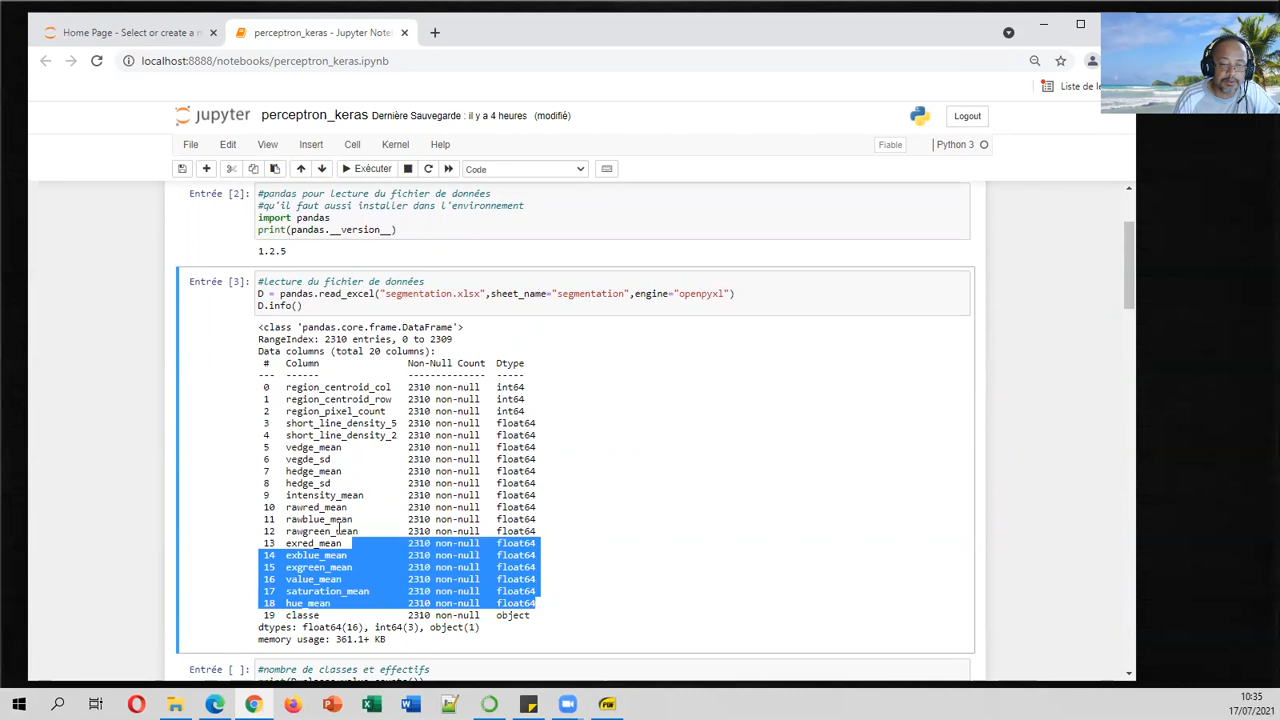 Home Page - Select or create a n
perceptron_keras - Jupyter Note
localhost:8888/notebooks/perceptron_keras.ipynb
Liste de le
jupyter perceptron_keras Dernière Sauvegarde : il y a 4 heures (modifié)
Logout
File Edit View Insert Cell Kernel Help
Fiable
Python 3
Exécuter
Code
Entrée [2]:
#pandas pour lecture du fichier de données
#qu'il faut aussi installer dans l'environnement
import pandas
print(pandas.__version__)
1.2.5
Entrée [3]:
#lecture du fichier de données
D = pandas.read_excel("segmentation.xlsx",sheet_name="segmentation",engine="openpyxl")
D.info()
<class 'pandas.core.frame.DataFrame'>
RangeIndex: 2310 entries, 0 to 2309
Data columns (total 20 columns):
# Column Non-Null Count Dtype
--- ------ -------------- -----
0 region_centroid_col 2310 non-null int64
1 region_centroid_row 2310 non-null int64
2 region_pixel_count 2310 non-null int64
3 short_line_density_5 2310 non-null float64
4 short_line_density_2 2310 non-null float64
5 vedge_mean 2310 non-null float64
6 vegde_sd 2310 non-null float64
7 hedge_mean 2310 non-null float64
8 hedge_sd 2310 non-null float64
9 intensity_mean 2310 non-null float64
10 rawred_mean 2310 non-null float64
11 rawblue_mean 2310 non-null float64
12 rawgreen_mean 2310 non-null float64
13 exred_mean 2310 non-null float64
14 exblue_mean 2310 non-null float64
15 exgreen_mean 2310 non-null float64
16 value_mean 2310 non-null float64
17 saturation_mean 2310 non-null float64
18 hue_mean 2310 non-null float64
19 classe 2310 non-null object
dtypes: float64(16), int64(3), object(1)
memory usage: 361.1+ KB
Entrée [ ]:
#nombre de classes et effectifs
print(D.classe.value_counts())
10:35
17/07/2021